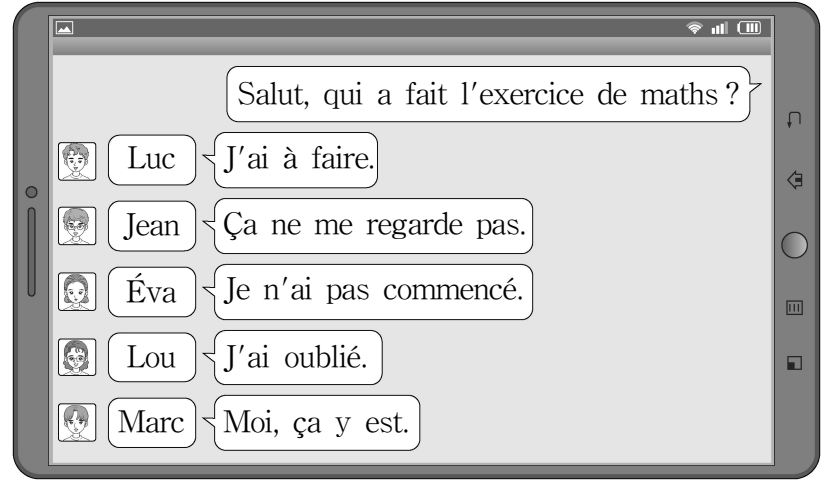 Salut, qui a fait l'exercice de maths ?
Luc J'ai à faire.
Jean Ça ne me regarde pas.
Éva Je n'ai pas commencé.
Lou J'ai oublié.
Marc Moi, ça y est.